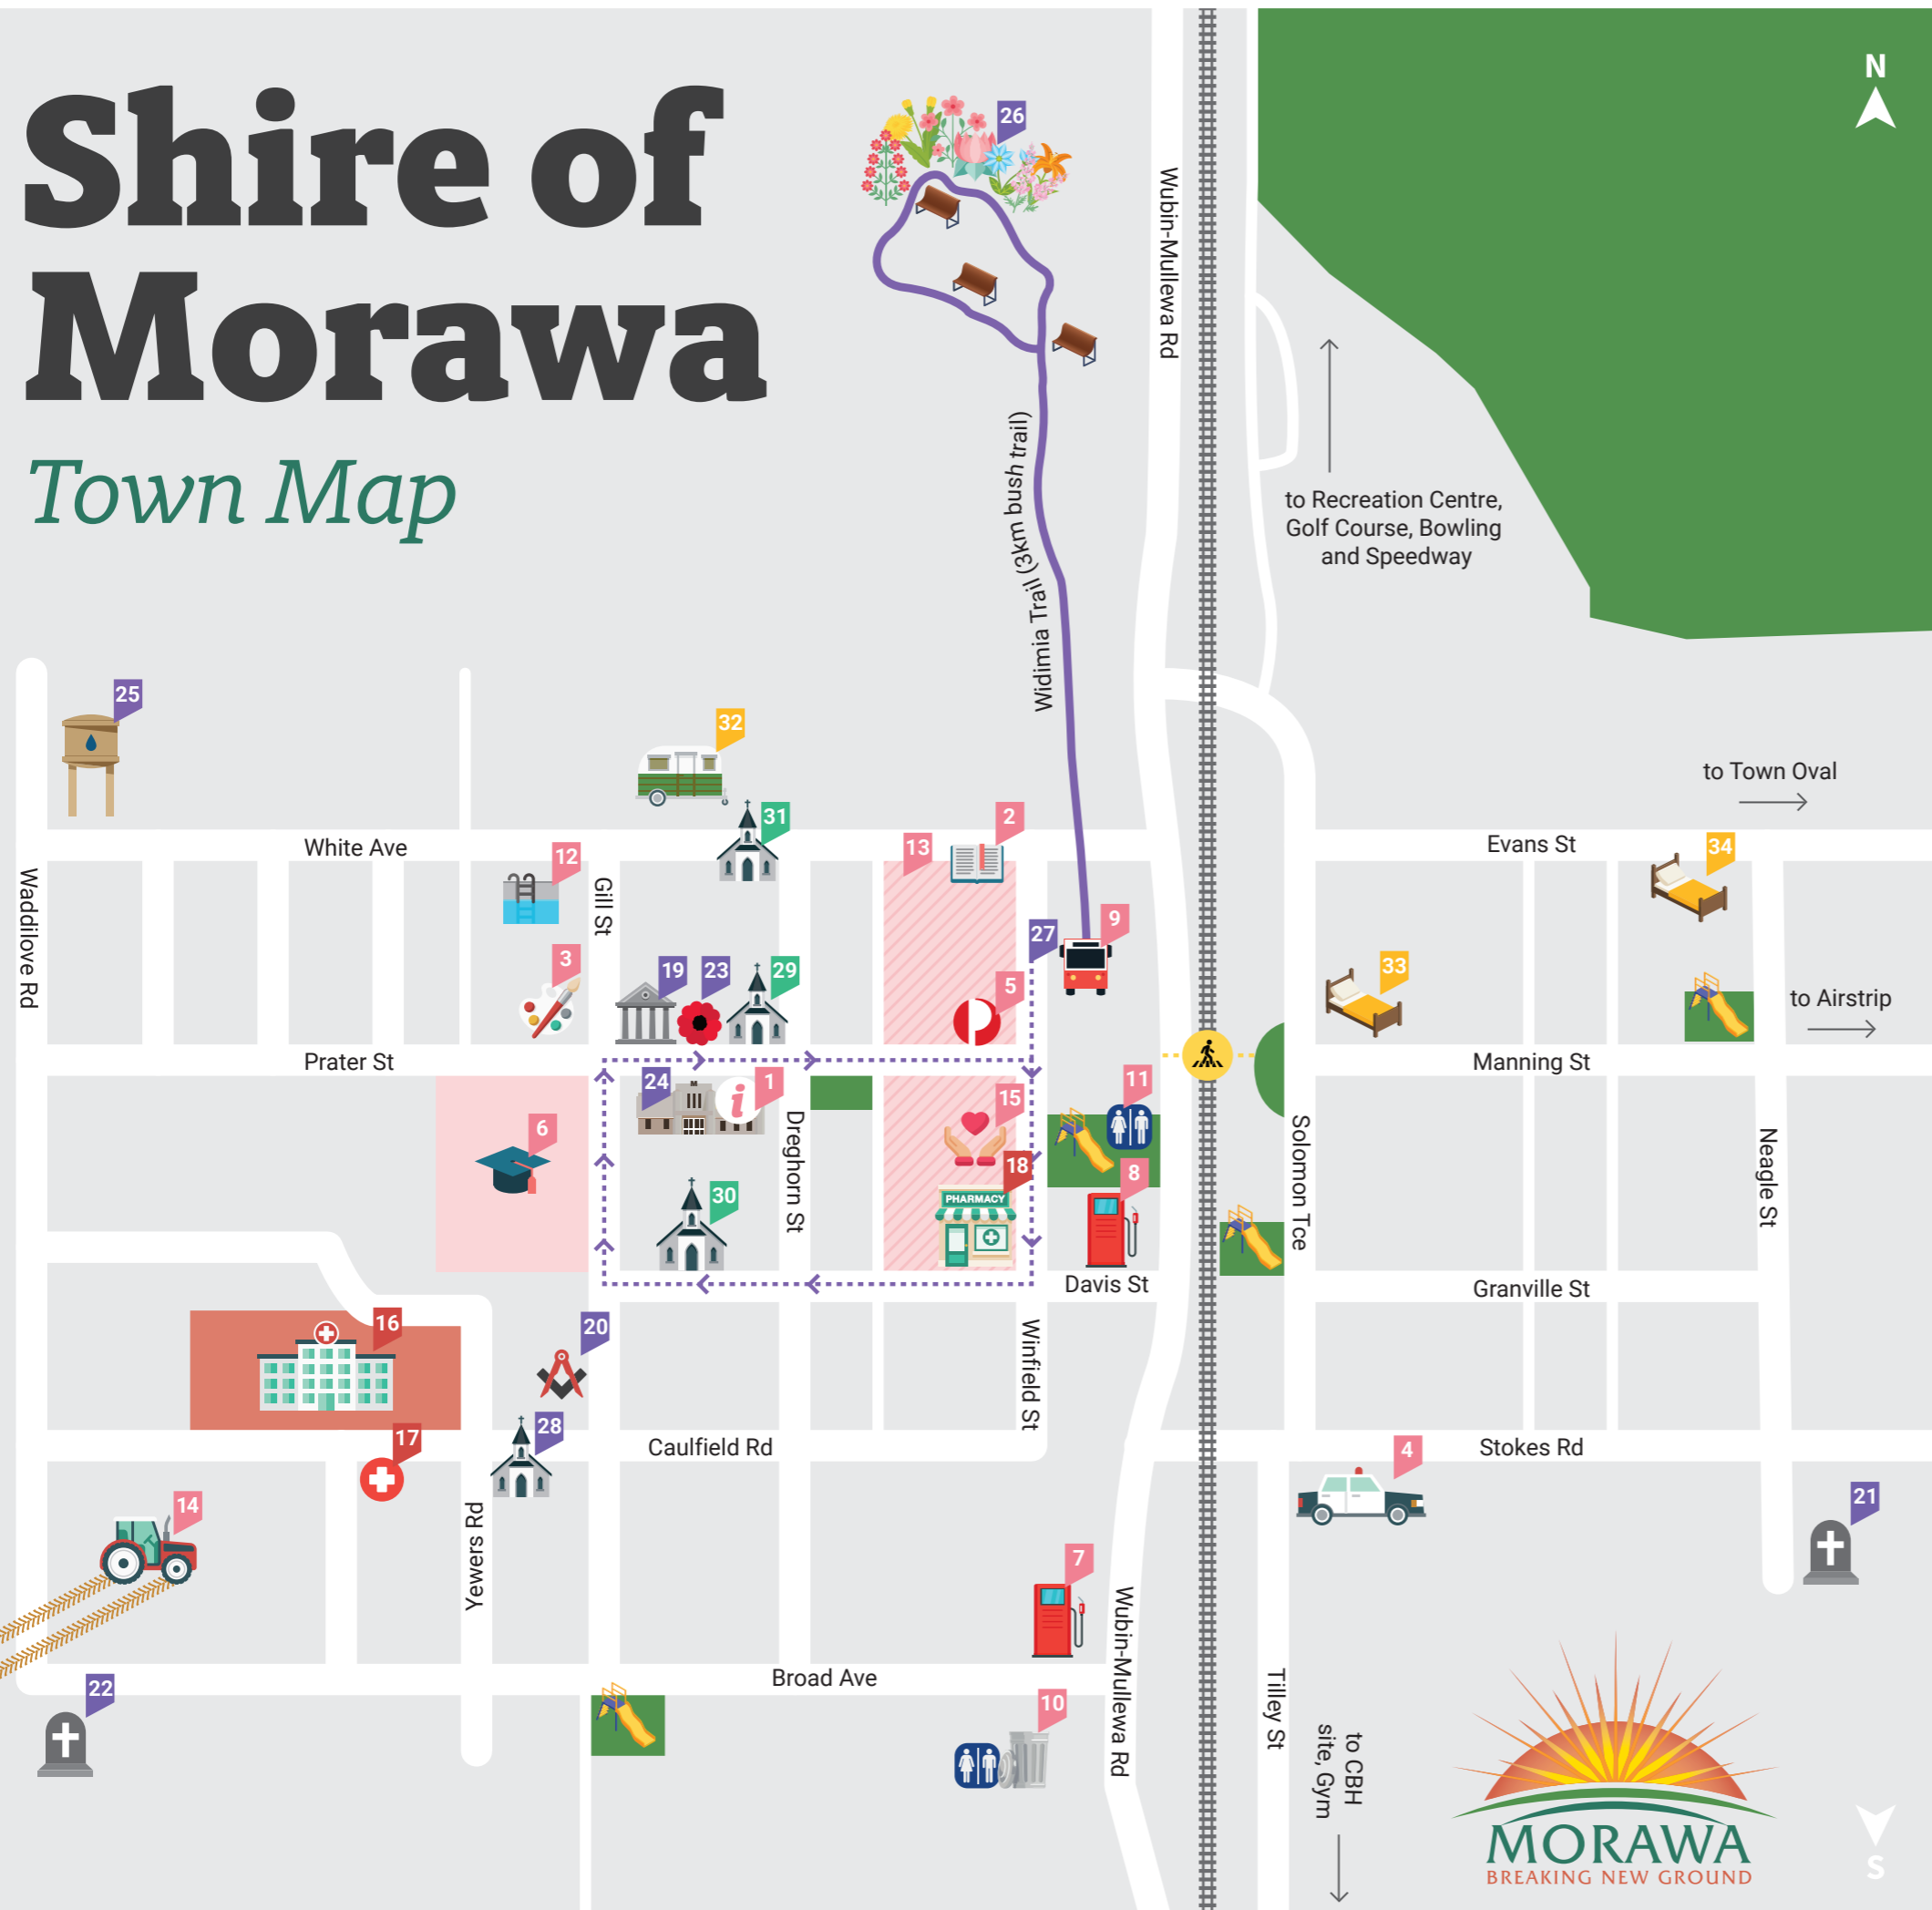 Shire of
Morawa
Town Map
N
26
Wubin-Mullewa Rd
to Recreation Centre,
Golf Course, Bowling
and Speedway
Widimia Trail (3km bush trail)
25
32
to Town Oval
31
2
13
White Ave
Evans St
34
12
Gill St
Waddilove Rd
9
27
3
19
23
29
33
5
to Airstrip
Prater St
Manning St
24
i
1
15
11
6
Dreghorn St
Solomon Tce
Neagle St
18
8
30
PHARMACY
Davis St
Granville St
16
20
Winfield St
17
28
Caulfield Rd
Stokes Rd
4
14
21
Yewers Rd
7
Wubin-Mullewa Rd
22
Broad Ave
10
Tilley St
to CBH
site, Gym
MORAWA
BREAKING NEW GROUND
S